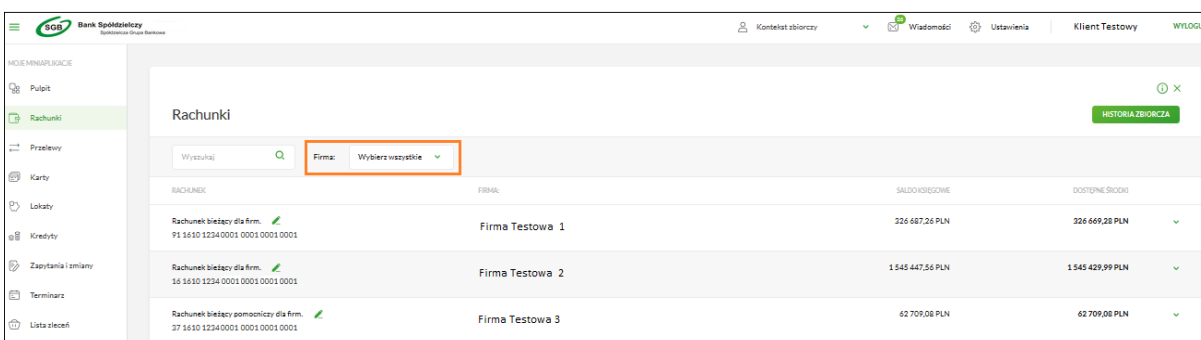 SGB Bank Spółdzielczy
Spółdzielcza Grupa Bankowa
Kontekst zbiorczy
Wiadomości
Ustawienia
Klient Testowy
WYLOGU
MOJE MINIAPLIKACJE
Pulpit
Rachunki
Przelewy
Karty
Lokaty
Kredyty
Zapytania i zmiany
Terminarz
Lista zleceń
Rachunki
HISTORIA ZBIORCZA
Wyszukaj
Firma: Wybierz wszystkie
RACHUNEK FIRMA: SALDO KSIĘGOWE DOSTĘPNE ŚRODKI
Rachunek bieżący dla firm.
91 1610 1234 0001 0001 0001 0001
Firma Testowa 1
326 687,26 PLN
326 669,28 PLN
Rachunek bieżący dla firm.
16 1610 1234 0001 0001 0001 0001
Firma Testowa 2
1 545 447,56 PLN
1 545 429,99 PLN
Rachunek bieżący pomocniczy dla firm.
37 1610 1234 0001 0001 0001 0001
Firma Testowa 3
62 709,08 PLN
62 709,08 PLN